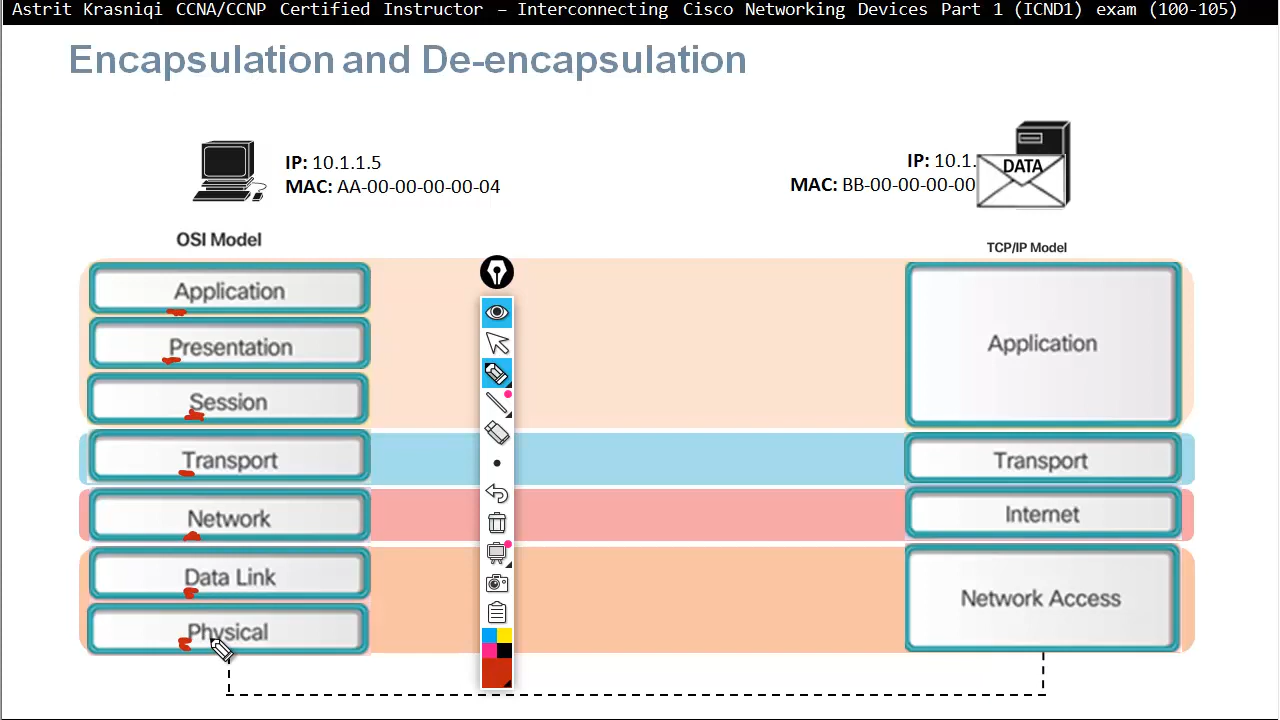 Astrit Krasniqi CCNA/CCNP Certified Instructor – Interconnecting Cisco Networking Devices Part 1 (ICND1) exam (100-105)
Encapsulation and De-encapsulation
IP: 10.1.1.5
MAC: AA-00-00-00-00-04
IP: 10.1.
MAC: BB-00-00-00-00
DATA
OSI Model
TCP/IP Model
Application
Presentation
Session
Transport
Network
Data Link
Physical
Application
Transport
Internet
Network Access